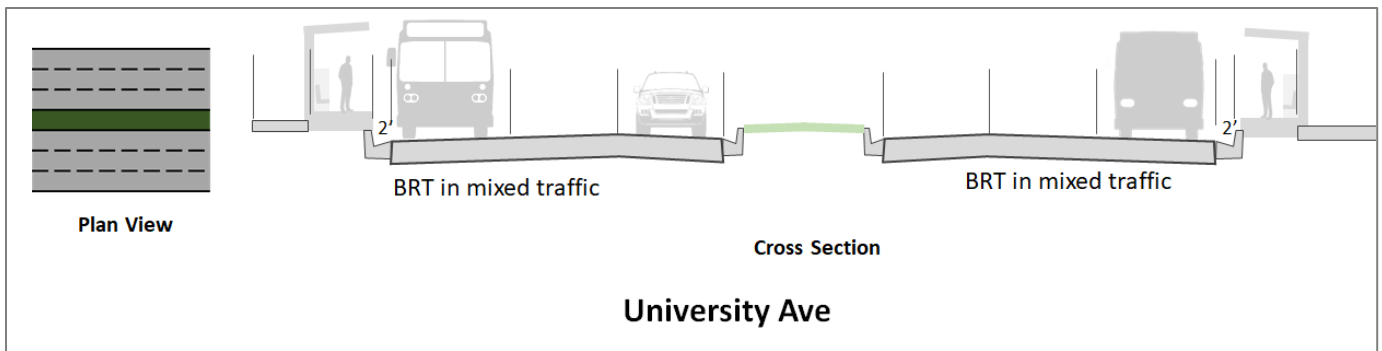 2’
2’
BRT in mixed traffic
BRT in mixed traffic
Plan View
Cross Section
University Ave